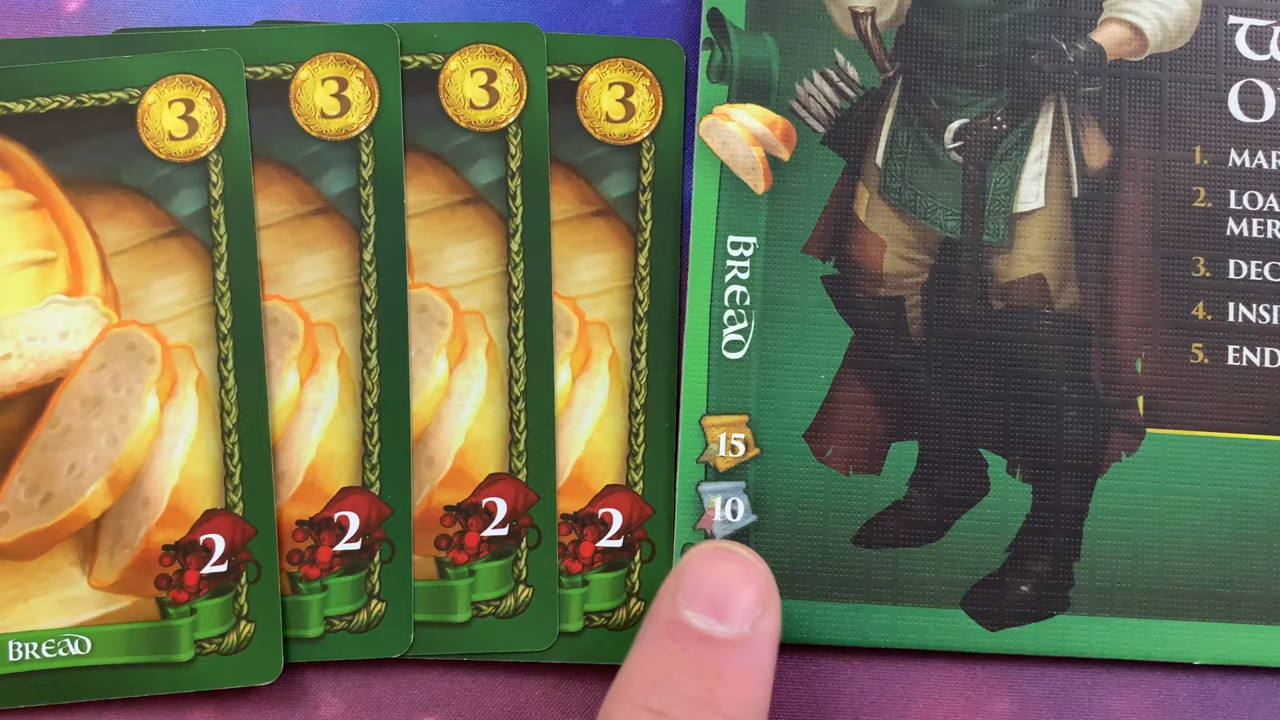 3
3
3
3
2
2
2
2
BREAD
BREAD
15
10
1. MAR
2. LOA
MER
3. DEC
4. INSP
5. END